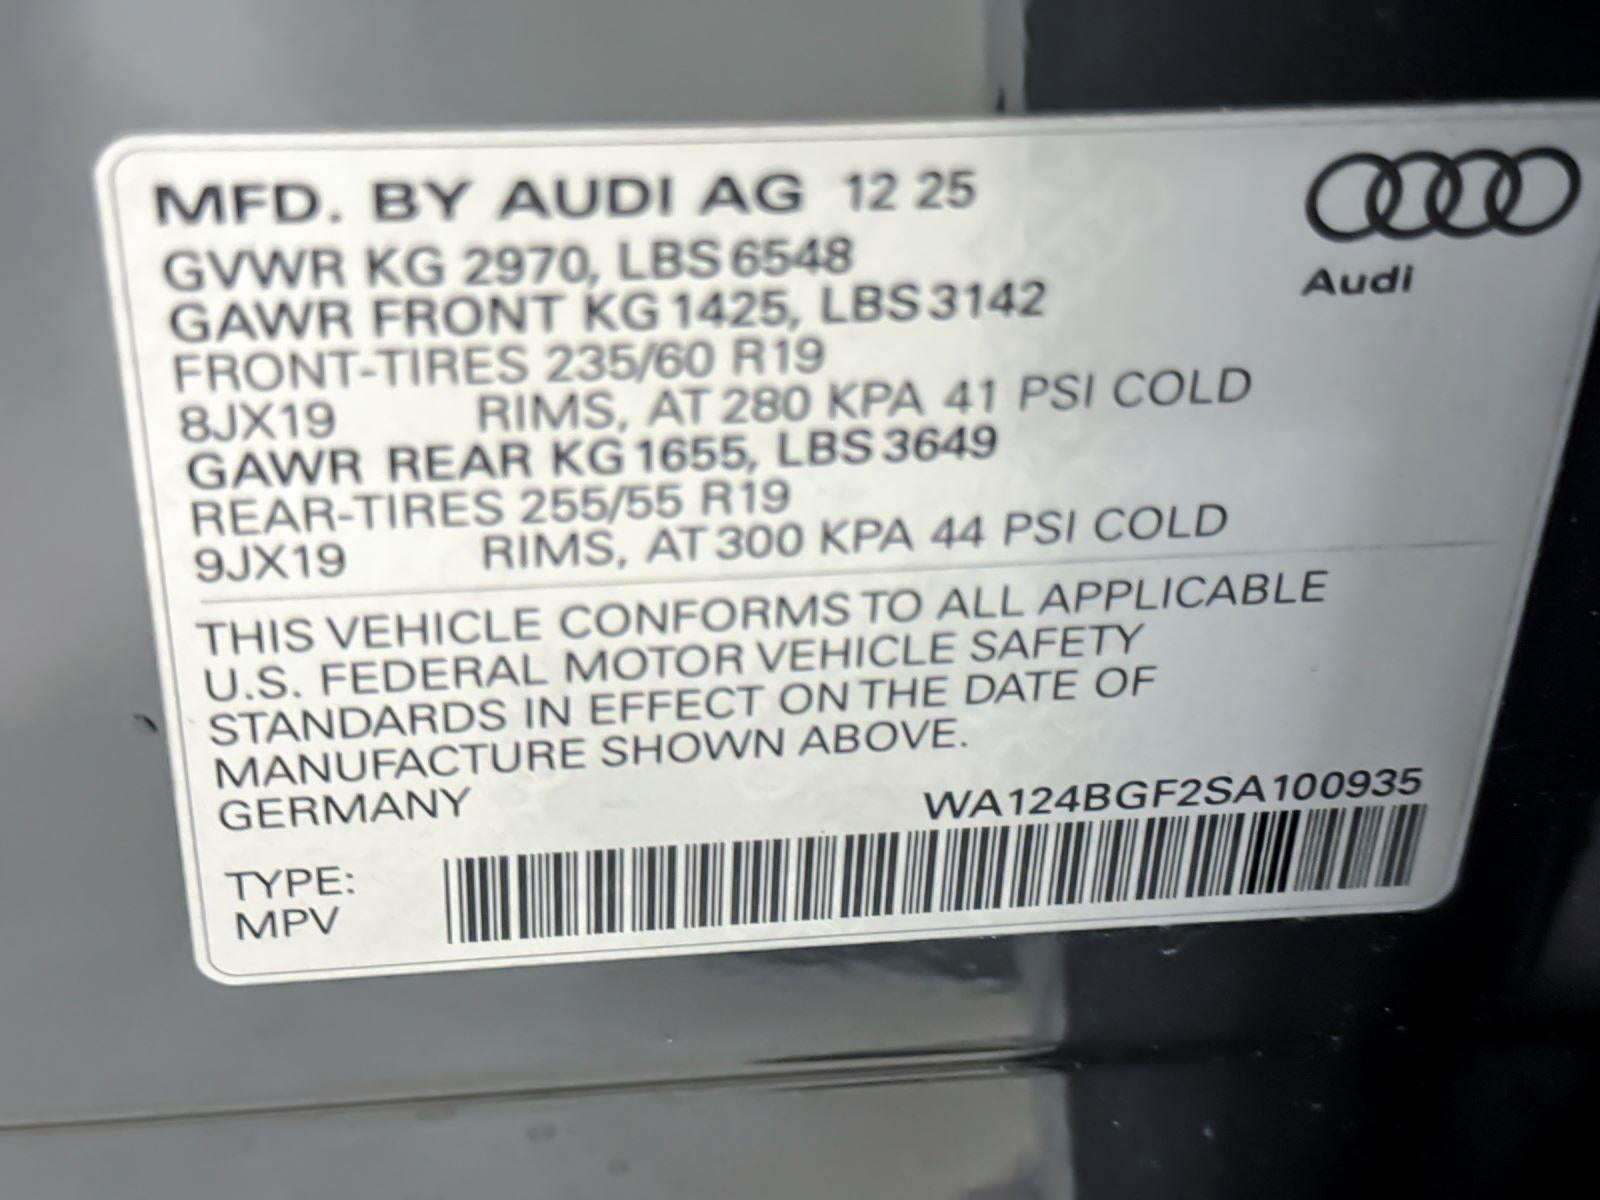 MFD. BY AUDI AG 12 25
GVWR KG 2970, LBS 6548
GAWR FRONT KG 1425, LBS 3142
FRONT-TIRES 235/60 R19
8JX19 RIMS, AT 280 KPA 41 PSI COLD
GAWR REAR KG 1655, LBS 3649
REAR-TIRES 255/55 R19
9JX19 RIMS, AT 300 KPA 44 PSI COLD
Audi
THIS VEHICLE CONFORMS TO ALL APPLICABLE
U.S. FEDERAL MOTOR VEHICLE SAFETY
STANDARDS IN EFFECT ON THE DATE OF
MANUFACTURE SHOWN ABOVE.
GERMANY
WA124BGF2SA100935
TYPE:
MPV